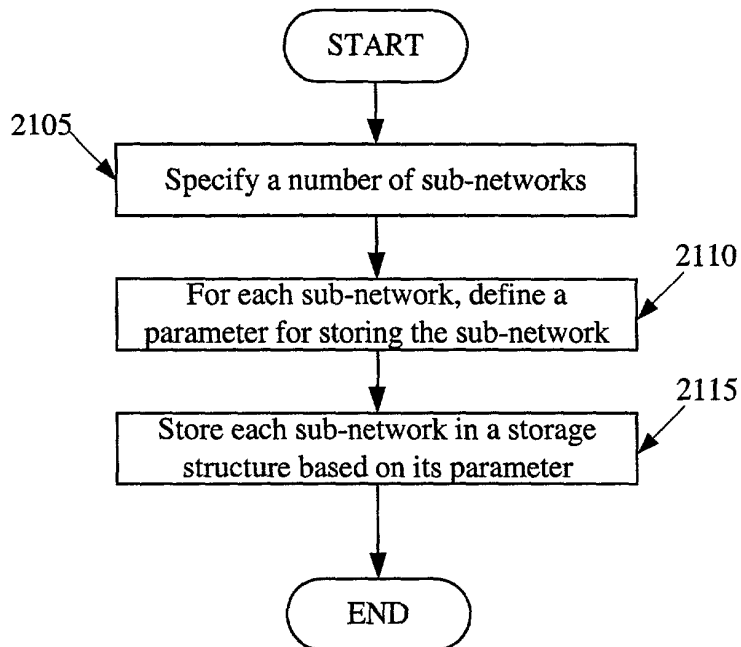 START
2105
Specify a number of sub-networks
2110
For each sub-network, define a
parameter for storing the sub-network
2115
Store each sub-network in a storage
structure based on its parameter
END